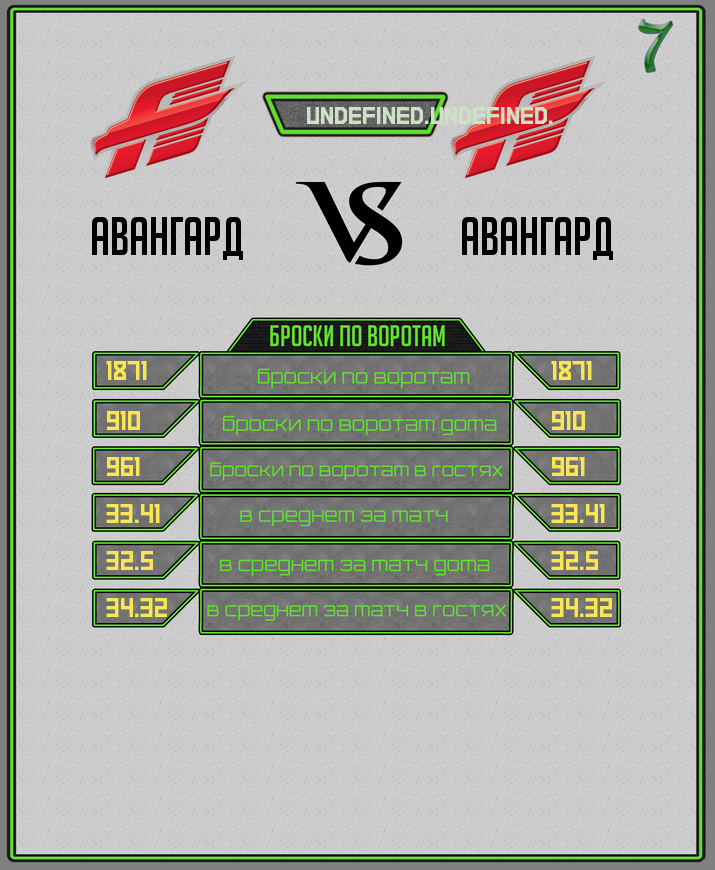 7
UNDEFINED.UNDEFINED.
VS
АВАНГАРД АВАНГАРД
БРОСКИ ПО ВОРОТАМ
1871 Броски по воротам 1871
910 Броски по воротам дома 910
961 Броски по воротам в гостях 961
33.41 в среднем за матч 33.41
32.5 в среднем за матч дома 32.5
34.32 в среднем за матч в гостях 34.32